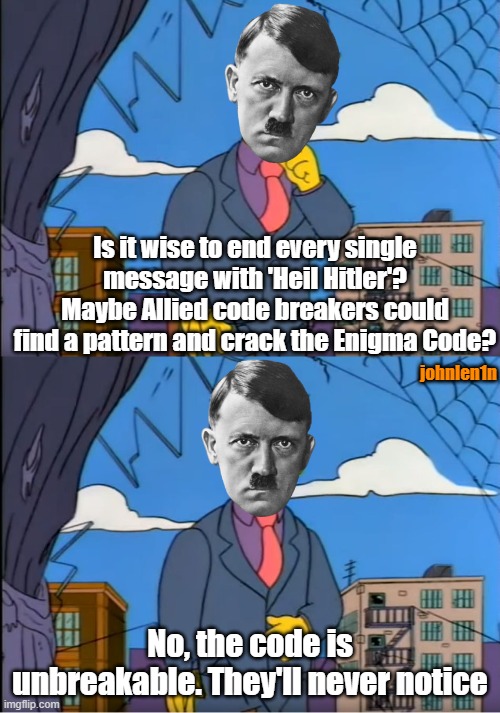 Is it wise to end every single
message with 'Heil Hitler'?
Maybe Allied code breakers could
find a pattern and crack the Enigma Code?
johnlen1n
No, the code is
unbreakable. They'll never notice
imgflip.com